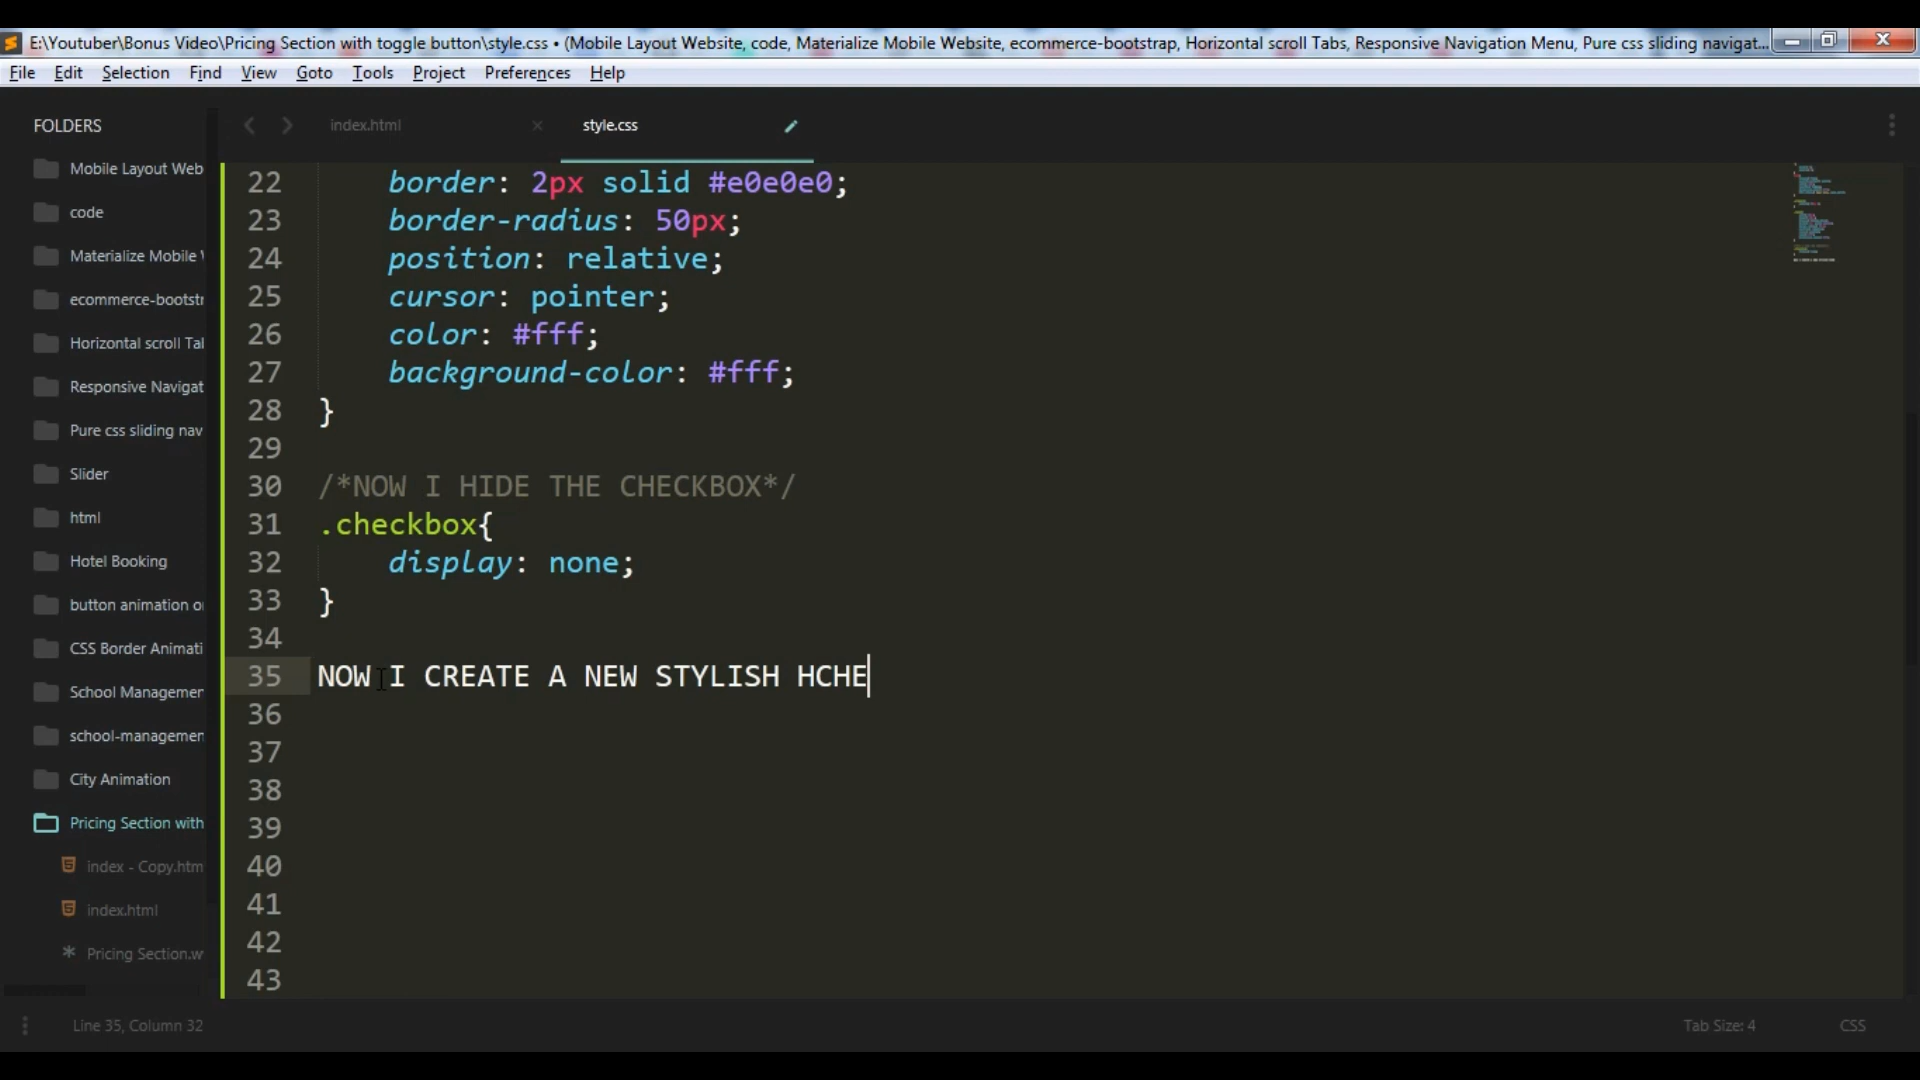 E:\Youtuber\Bonus Video\Pricing Section with toggle button\style.css • (Mobile Layout Website, code, Materialize Mobile Website, ecommerce-bootstrap, Horizontal scroll Tabs, Responsive Navigation Menu, Pure css sliding navigat...
File Edit Selection Find View Goto Tools Project Preferences Help
FOLDERS
index.html
style.css
Mobile Layout Web
code
Materialize Mobile
ecommerce-bootstr
Horizontal scroll Tal
Responsive Navigat
Pure css sliding nav
Slider
html
Hotel Booking
button animation o
CSS Border Animati
School Managemer
school-managemen
City Animation
Pricing Section with
index - Copy.htm
index.html
Pricing Section.w
22 border: 2px solid #e0e0e0;
23 border-radius: 50px;
24 position: relative;
25 cursor: pointer;
26 color: #fff;
27 background-color: #fff;
28 }
29
30 /*NOW I HIDE THE CHECKBOX*/
31 .checkbox{
32 display: none;
33 }
34
35 NOW I CREATE A NEW STYLISH HCHE
36
37
38
39
40
41
42
43
Line 35, Column 32
Tab Size: 4
CSS